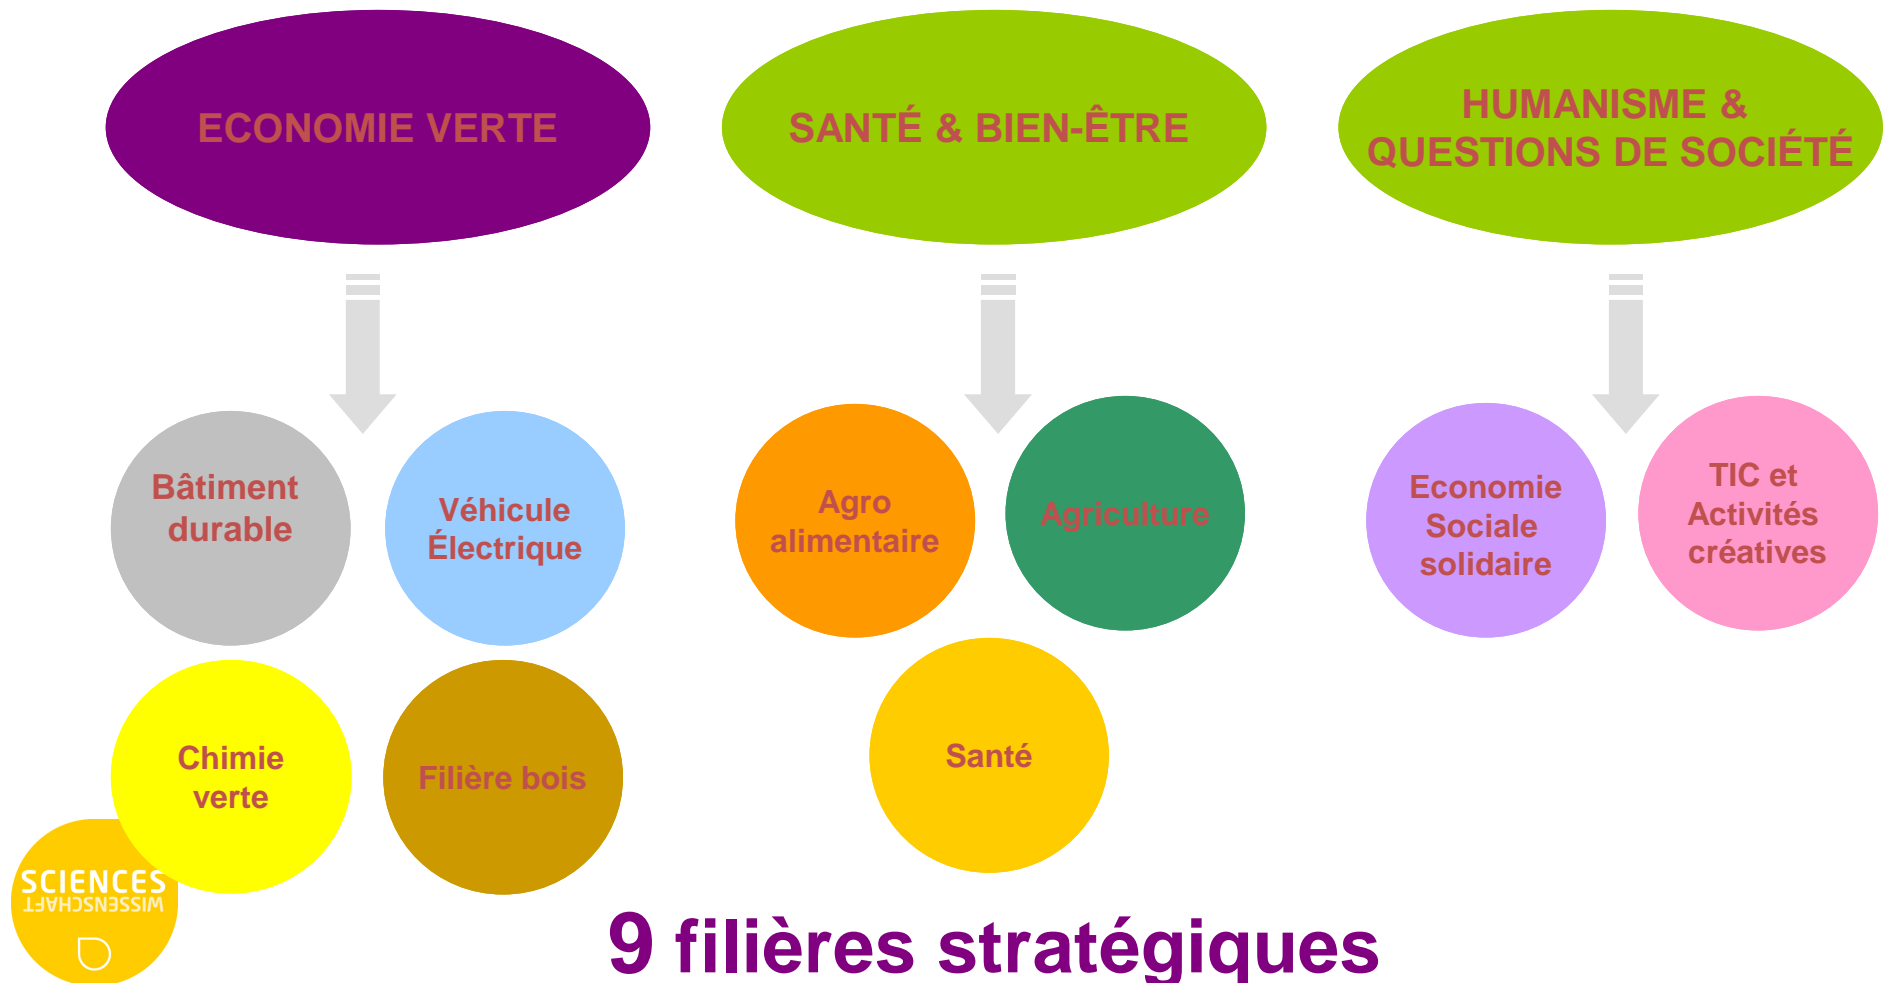 ECONOMIE VERTE
SANTÉ & BIEN-ÊTRE
HUMANISME &
QUESTIONS DE SOCIÉTÉ
Bâtiment
durable
Véhicule
Électrique
Chimie
verte
Filière bois
Agro
alimentaire
Agriculture
Santé
Economie
Sociale
solidaire
TIC et
Activités
créatives
SCIENCES
WISSENSCHAFT
9 filières stratégiques